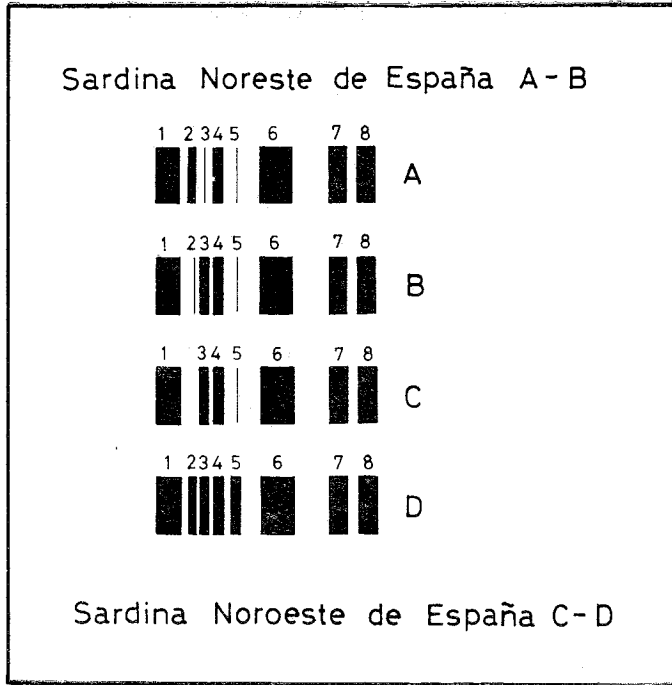 Sardina Noreste de España A-B
1 2 3 4 5 6 7 8
A
1 2 3 4 5 6 7 8
B
1 3 4 5 6 7 8
C
1 2 3 4 5 6 7 8
D
Sardina Noroeste de España C-D